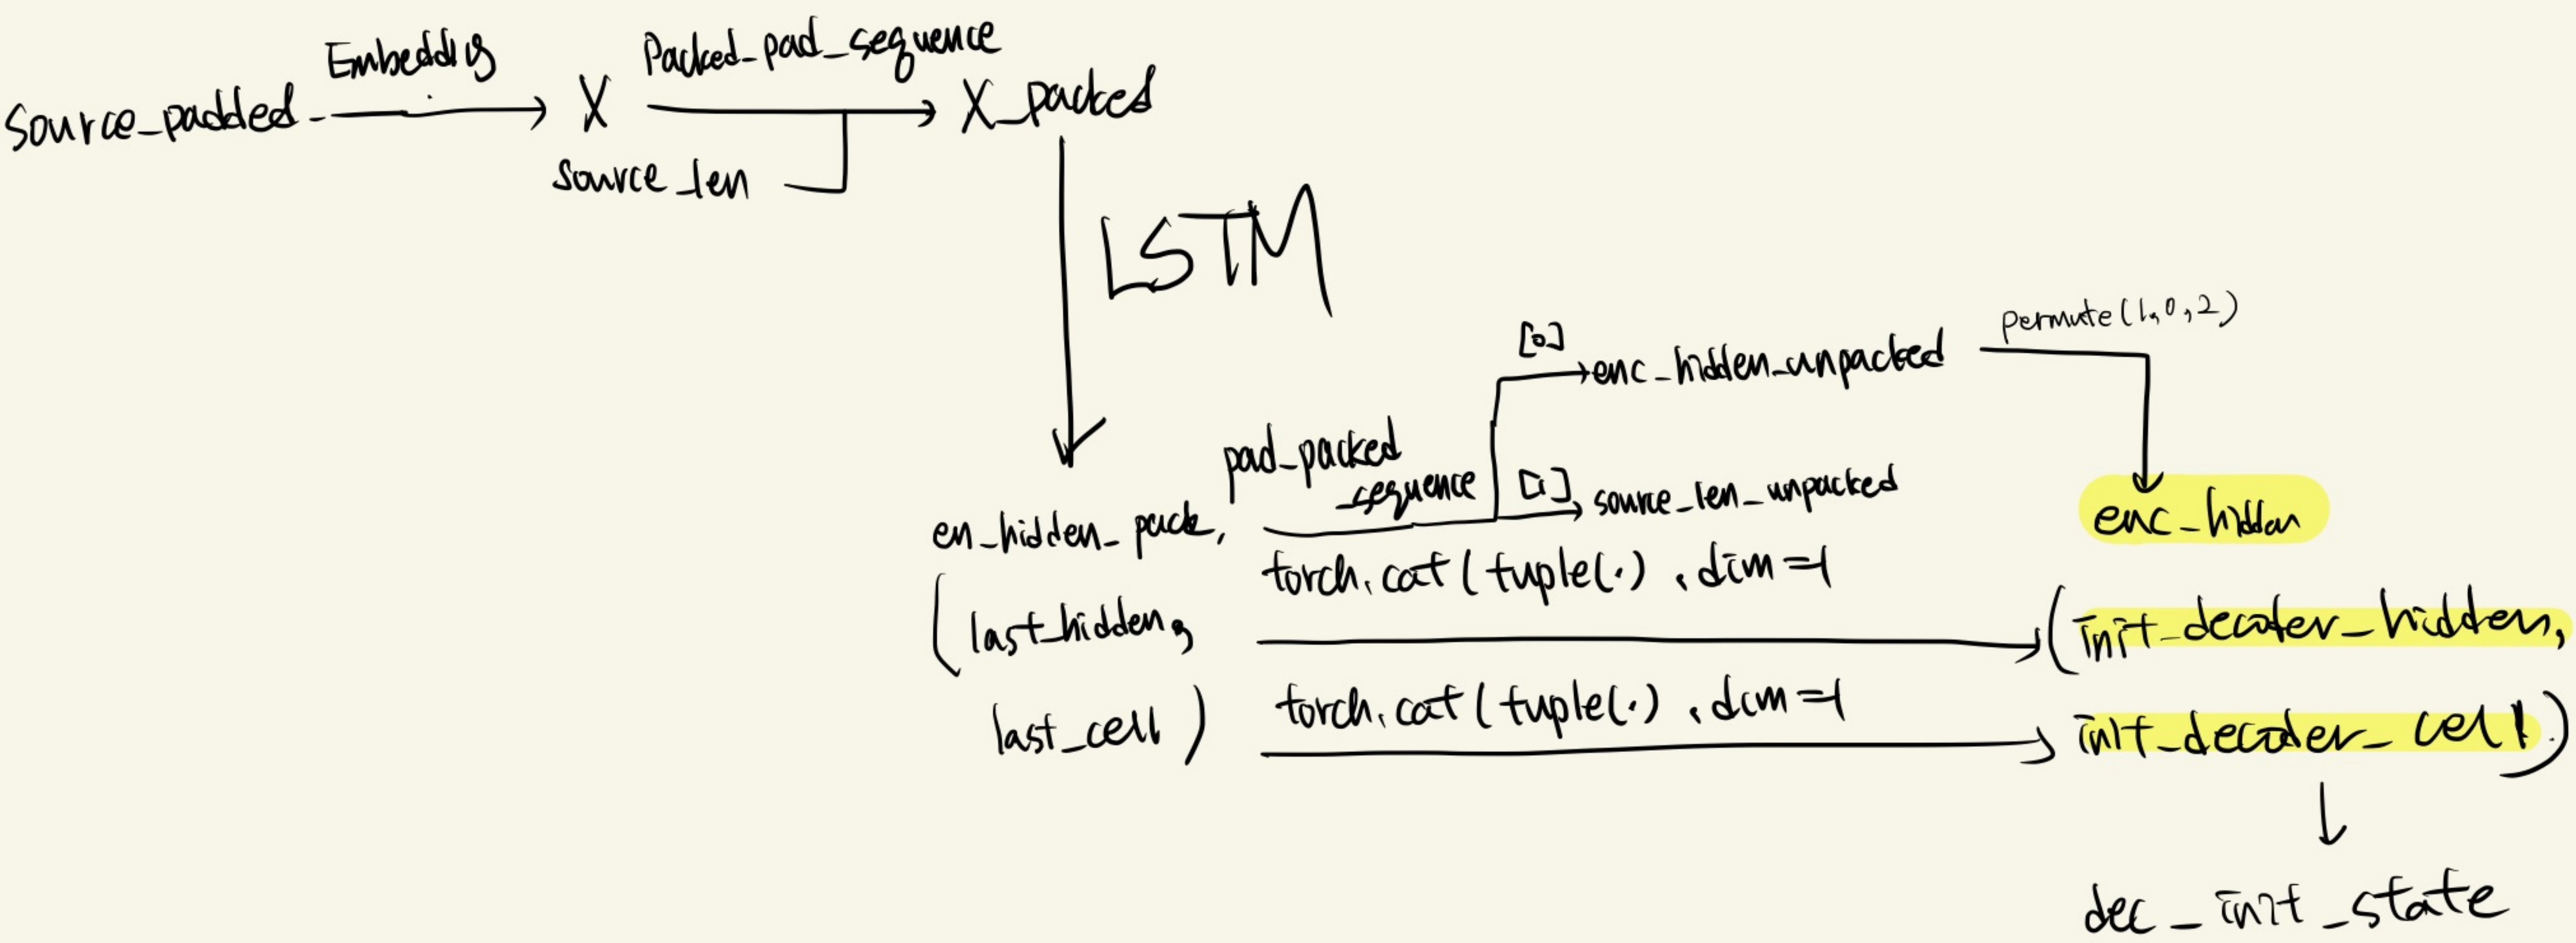 Embedding
Packed_pad_sequence
source_padded
X
X_packed
source_len
LSTM
permute(1,0,2)
[0]
enc_hidden_unpacked
pad_packed
_sequence
[1]
source_len_unpacked
enc_hidden
en_hidden_pack,
torch.cat(tuple(.), dim=1
(last_hidden,
(init_decoder_hidden,
torch.cat(tuple(.), dim=1
last_cell)
init_decoder_cell)
dec_init_state